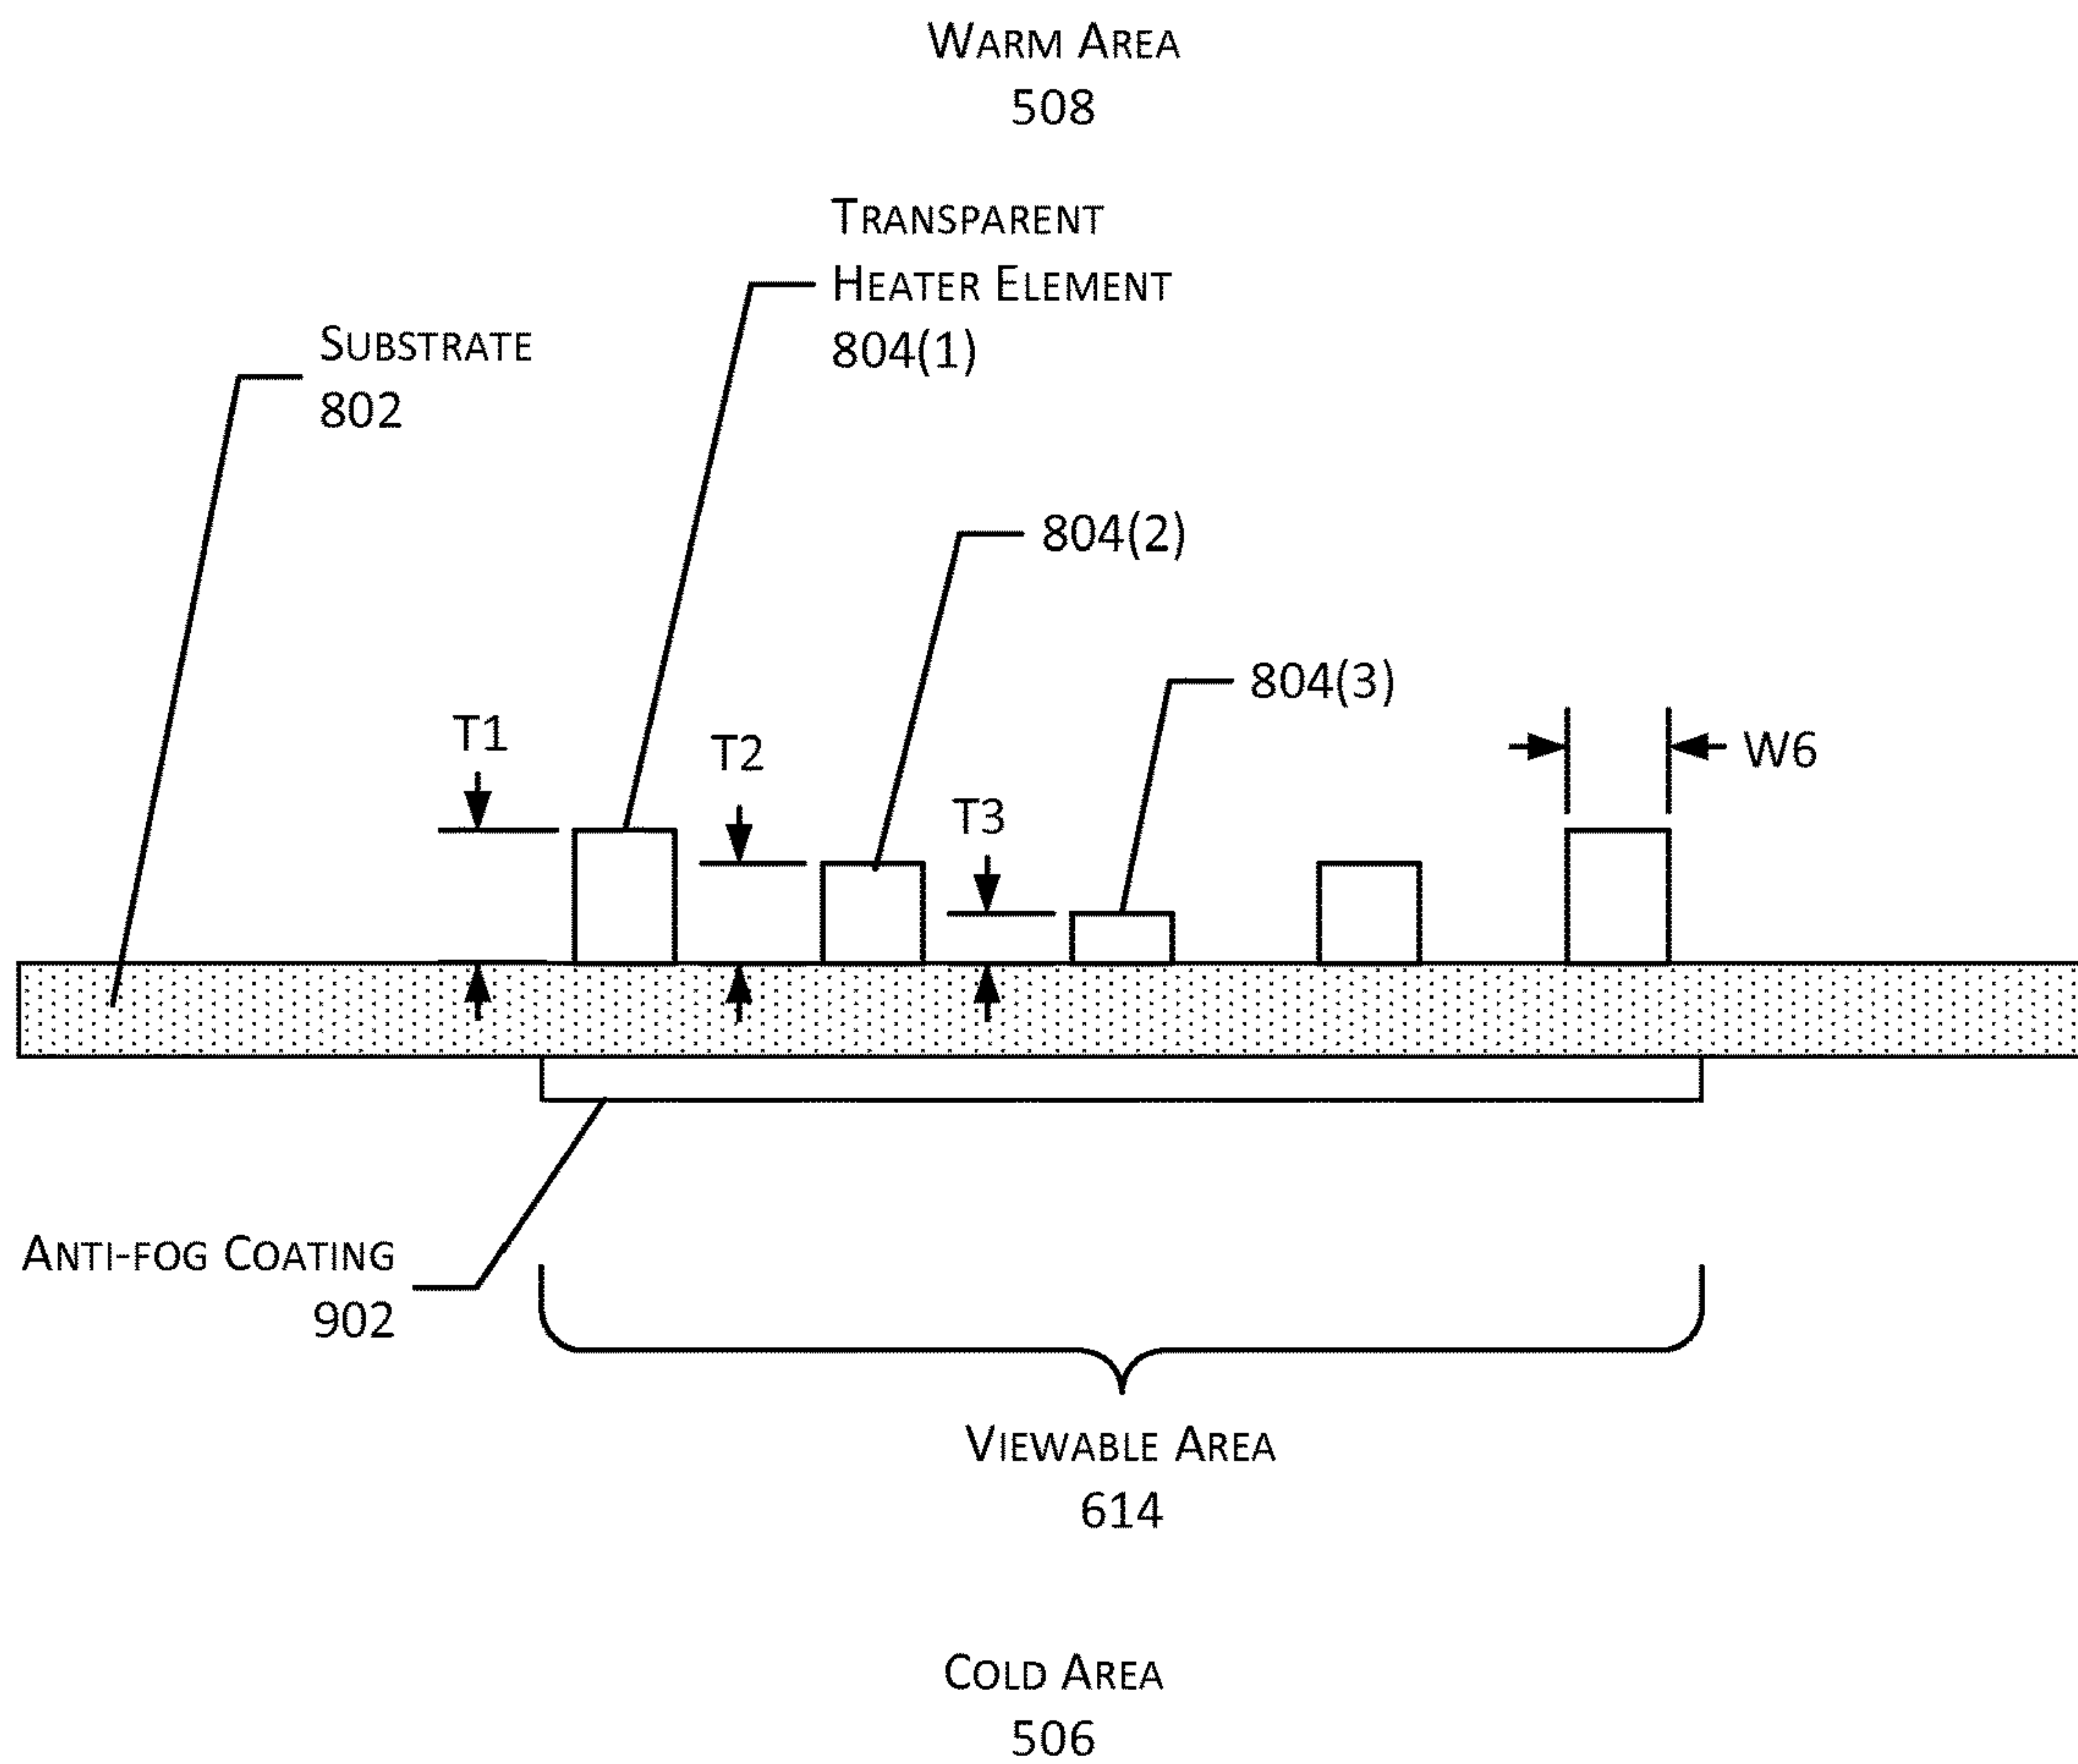 WARM AREA
508
TRANSPARENT
HEATER ELEMENT
804(1)
SUBSTRATE
802
804(2)
804(3)
T1
T2
T3
W6
ANTI-FOG COATING
902
VIEWABLE AREA
614
COLD AREA
506